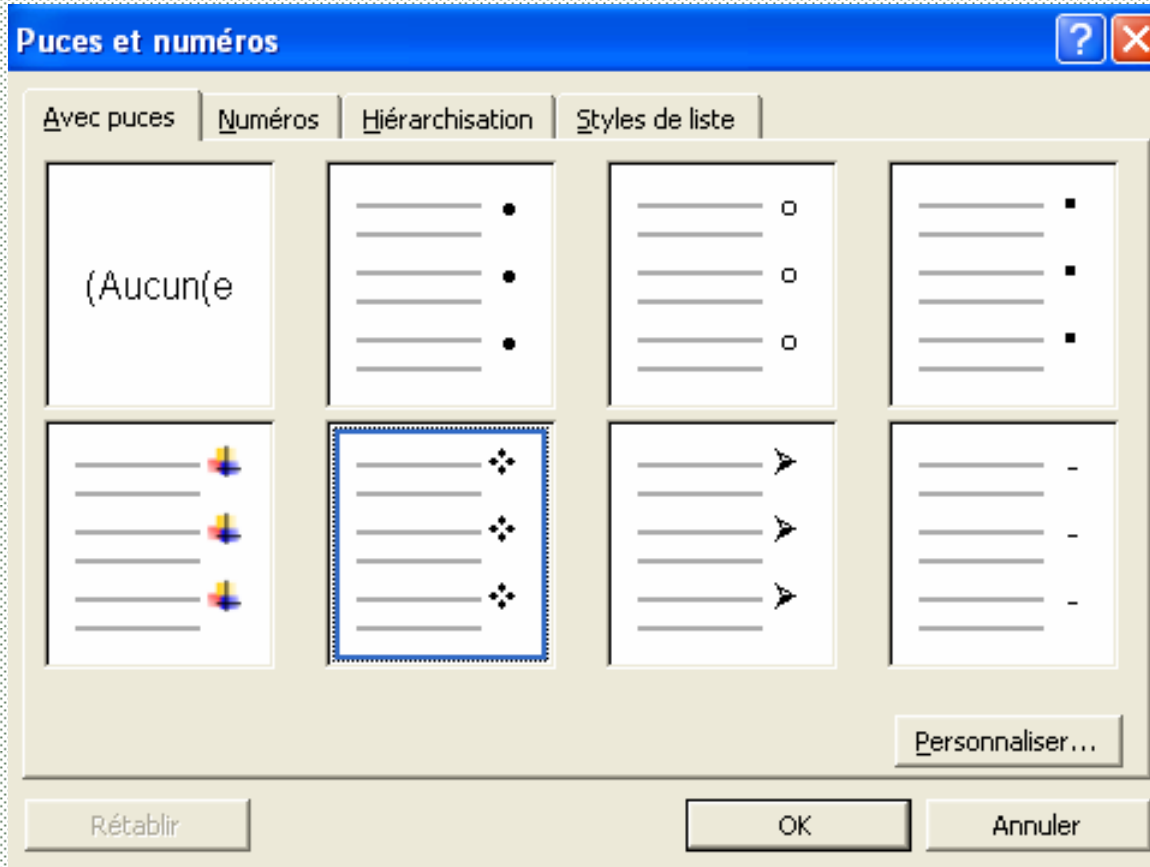 Puces et numéros
Avec puces
Numéros
Hiérarchisation
Styles de liste
(Aucun(e
Personnaliser...
Rétablir
OK
Annuler